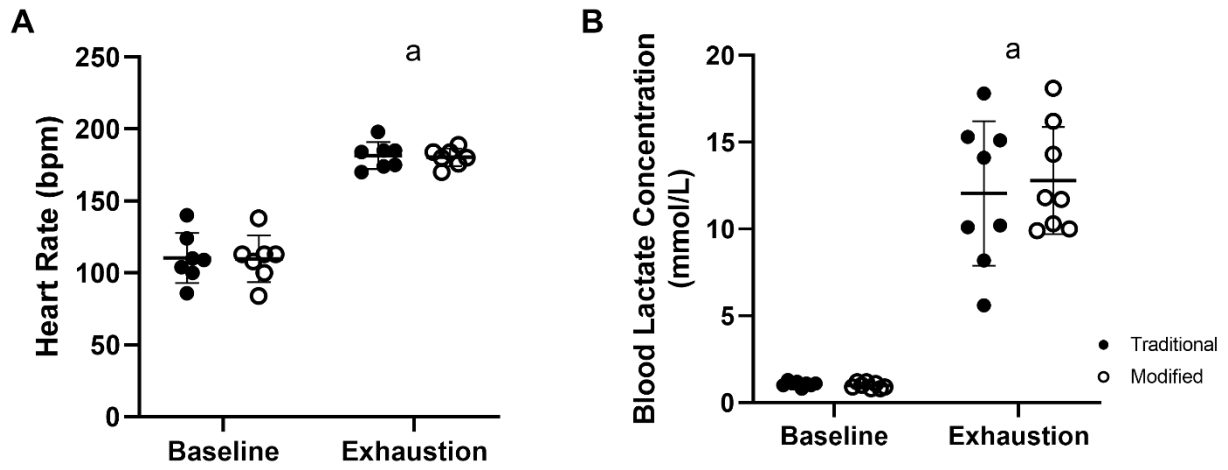 A
Heart Rate (bpm)
250
200
150
100
50
0
a
Baseline
Exhaustion
B
Blood Lactate Concentration
(mmol/L)
20
15
10
5
0
a
Baseline
Exhaustion
Traditional
Modified